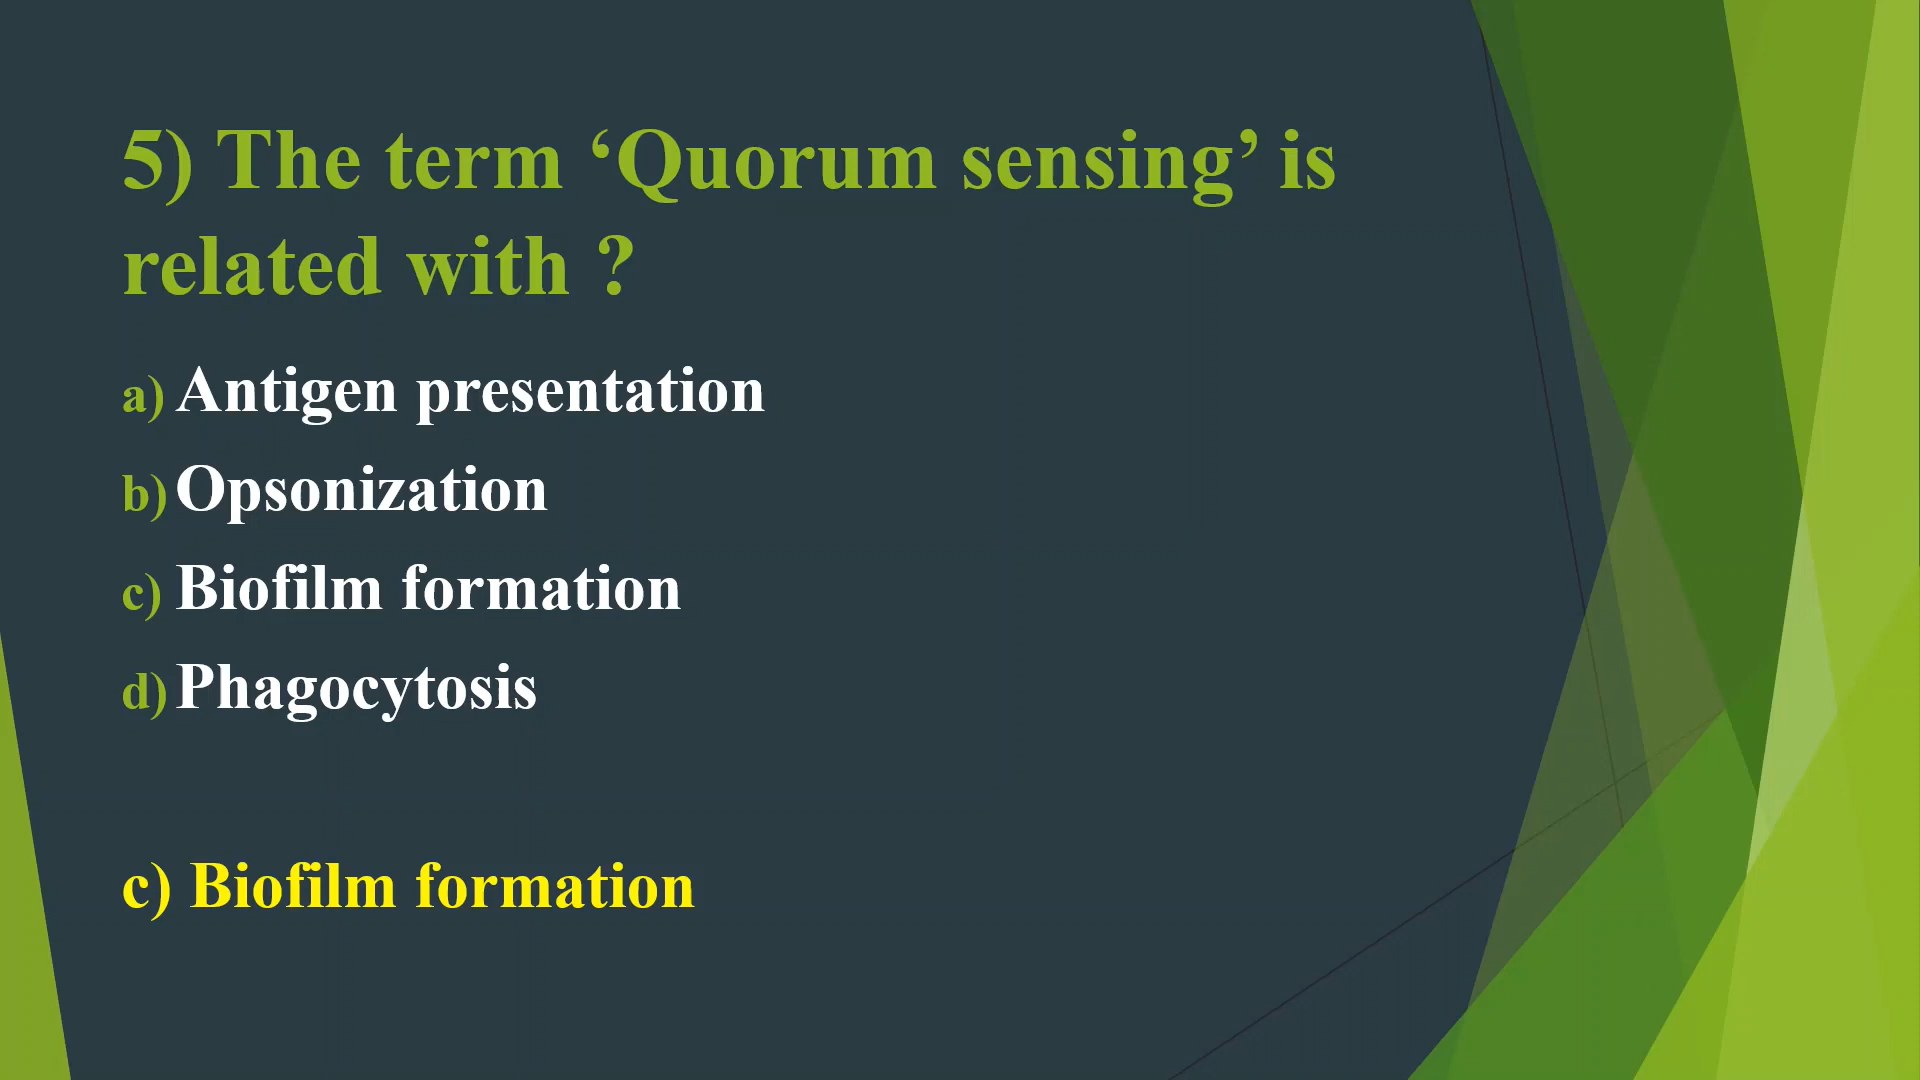 5) The term ‘Quorum sensing’ is
related with ?
a) Antigen presentation
b) Opsonization
c) Biofilm formation
d) Phagocytosis
c) Biofilm formation